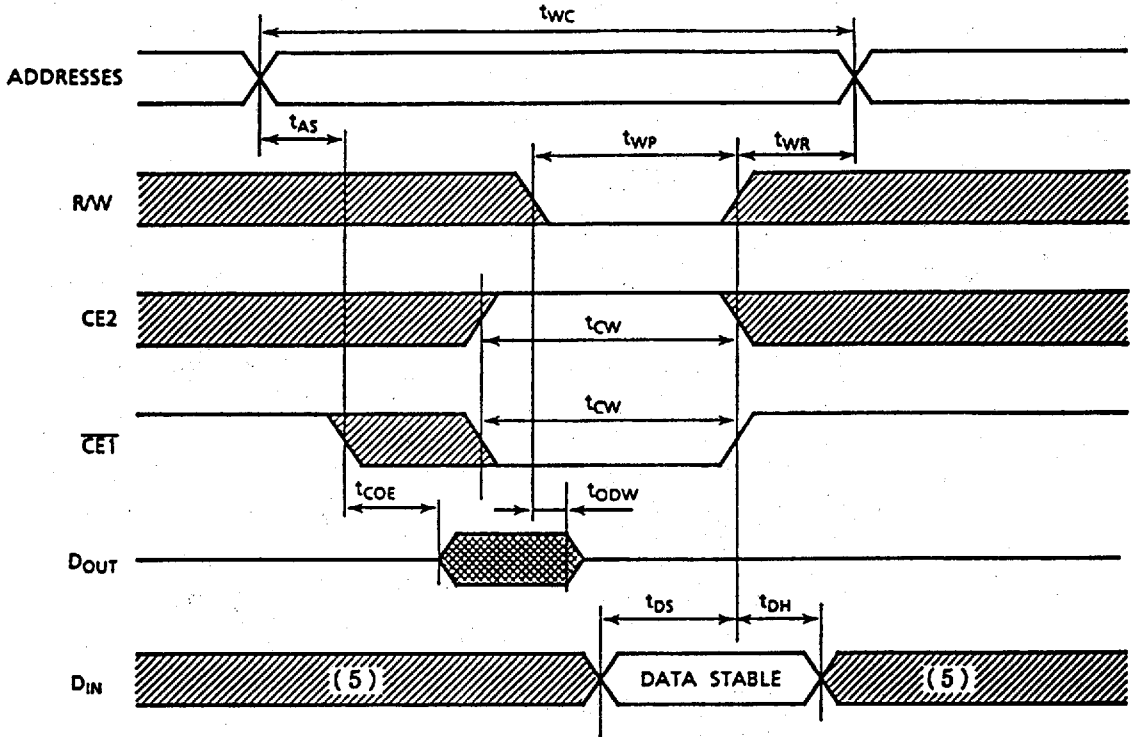 tWC
ADDRESSES
tAS
tWP
tWR
R/W
CE2
tCW
tCW
CE1
tCOE
tODW
DOUT
tDS
tDH
DIN
(5)
DATA STABLE
(5)